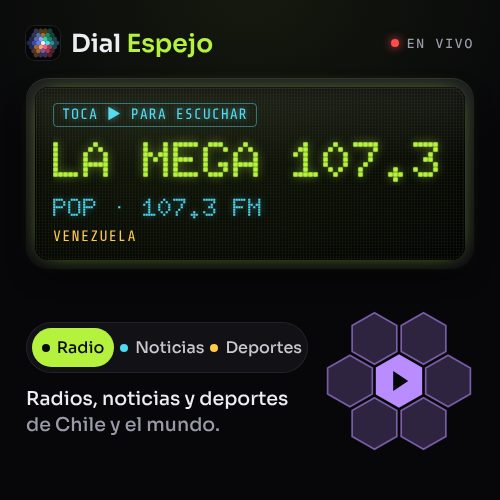 Dial Espejo
EN VIVO
TOCA ▶ PARA ESCUCHAR
LA MEGA 107.3
POP · 107.3 FM
VENEZUELA
Radio Noticias Deportes
Radios, noticias y deportes
de Chile y el mundo.